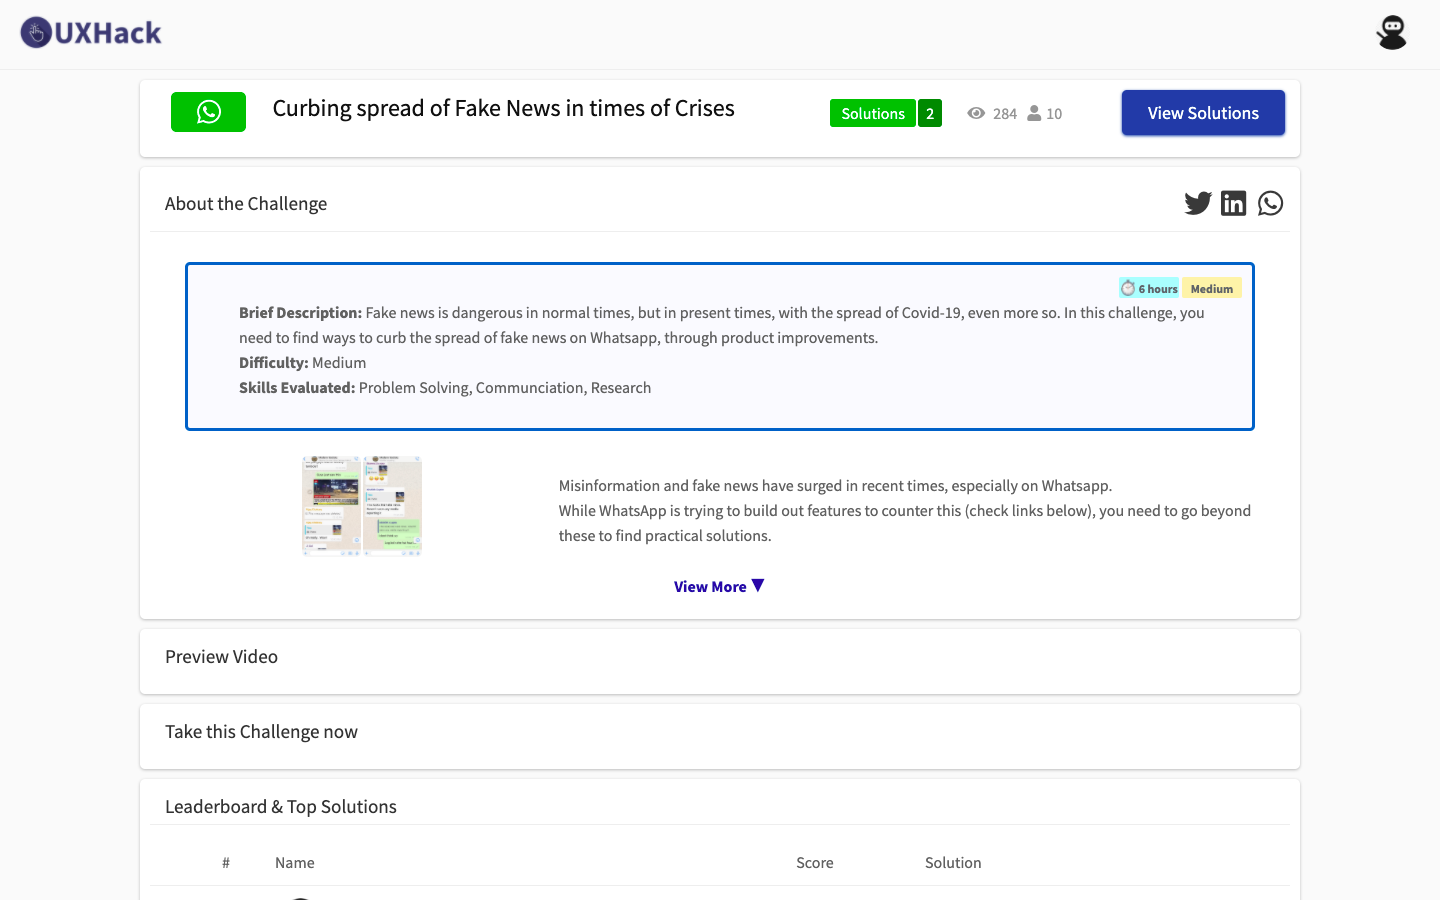 UXHack
Curbing spread of Fake News in times of Crises
Solutions 2
284
10
View Solutions
About the Challenge
6 hours
Medium
Brief Description: Fake news is dangerous in normal times, but in present times, with the spread of Covid-19, even more so. In this challenge, you
need to find ways to curb the spread of fake news on Whatsapp, through product improvements.
Difficulty: Medium
Skills Evaluated: Problem Solving, Communciation, Research
Misinformation and fake news have surged in recent times, especially on Whatsapp.
While WhatsApp is trying to build out features to counter this (check links below), you need to go beyond
these to find practical solutions.
View More ▼
Preview Video
Take this Challenge now
Leaderboard & Top Solutions
# Name Score Solution